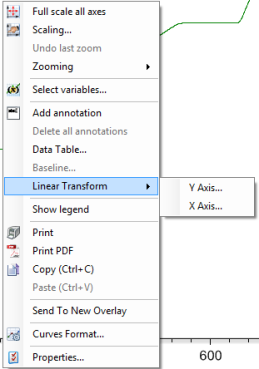 Full scale all axes
Scaling...
Undo last zoom
Zooming
Select variables...
Add annotation
Delete all annotations
Data Table...
Baseline...
Linear Transform
Y Axis...
X Axis...
Show legend
Print
Print PDF
Copy (Ctrl+C)
Paste (Ctrl+V)
Send To New Overlay
Curves Format...
Properties...
600